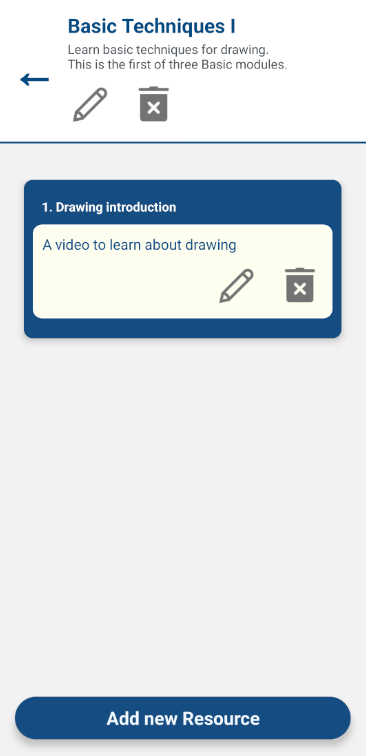 Basic Techniques I
Learn basic techniques for drawing.
This is the first of three Basic modules.
1. Drawing introduction
A video to learn about drawing
Add new Resource